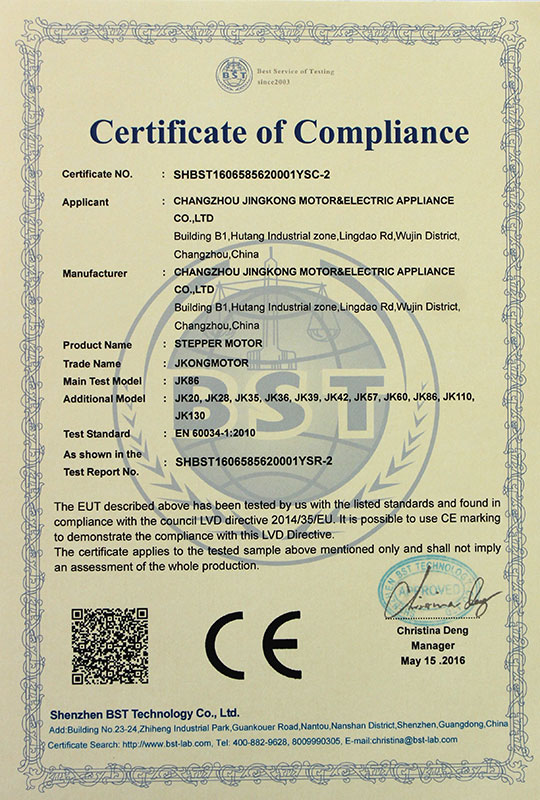 BST
Best Service of Testing
since2003
Certificate of Compliance
Certificate NO. : SHBST1606585620001YSC-2
Applicant : CHANGZHOU JINGKONG MOTOR&ELECTRIC APPLIANCE
CO.,LTD
Building B1,Hutang Industrial zone,Lingdao Rd,Wujin District,
Changzhou,China
Manufacturer : CHANGZHOU JINGKONG MOTOR&ELECTRIC APPLIANCE
CO.,LTD
Building B1,Hutang Industrial zone,Lingdao Rd,Wujin District,
Changzhou,China
Product Name : STEPPER MOTOR
Trade Name : JKONGMOTOR
Main Test Model : JK86
Additional Model : JK20, JK28, JK35, JK36, JK39, JK42, JK57, JK60, JK86, JK110,
JK130
BST
Test Standard : EN 60034-1:2010
As shown in the
Test Report No. : SHBST1606585620001YSR-2
The EUT described above has been tested by us with the listed standards and found in
compliance with the council LVD directive 2014/35/EU. It is possible to use CE marking
to demonstrate the compliance with this LVD Directive.
The certificate applies to the tested sample above mentioned only and shall not imply
an assessment of the whole production.
BST TECHNOLOGY
APPROVED
CE
Christina Deng
Manager
May 15 .2016
Shenzhen BST Technology Co., Ltd.
Add:Building No.23-24,Zhiheng Industrial Park,Guankouer Road,Nantou,Nanshan District,Shenzhen,Guangdong,China
Certificate Search: http://www.bst-lab.com, Tel: 400-882-9628, 8009990305, E-mail:christina@bst-lab.com